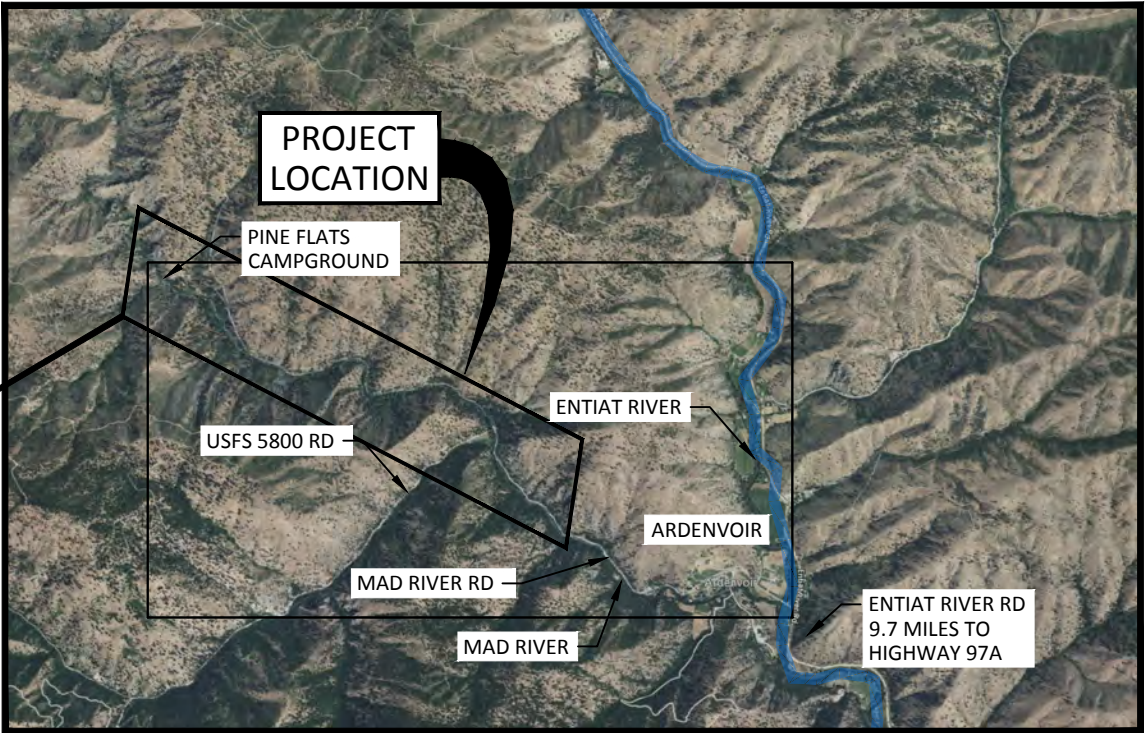 PROJECT
LOCATION
PINE FLATS
CAMPGROUND
ENTIAT RIVER
USFS 5800 RD
ARDENVOIR
MAD RIVER RD
Ardenvoir
ENTIAT RIVER RD
9.7 MILES TO
HIGHWAY 97A
MAD RIVER